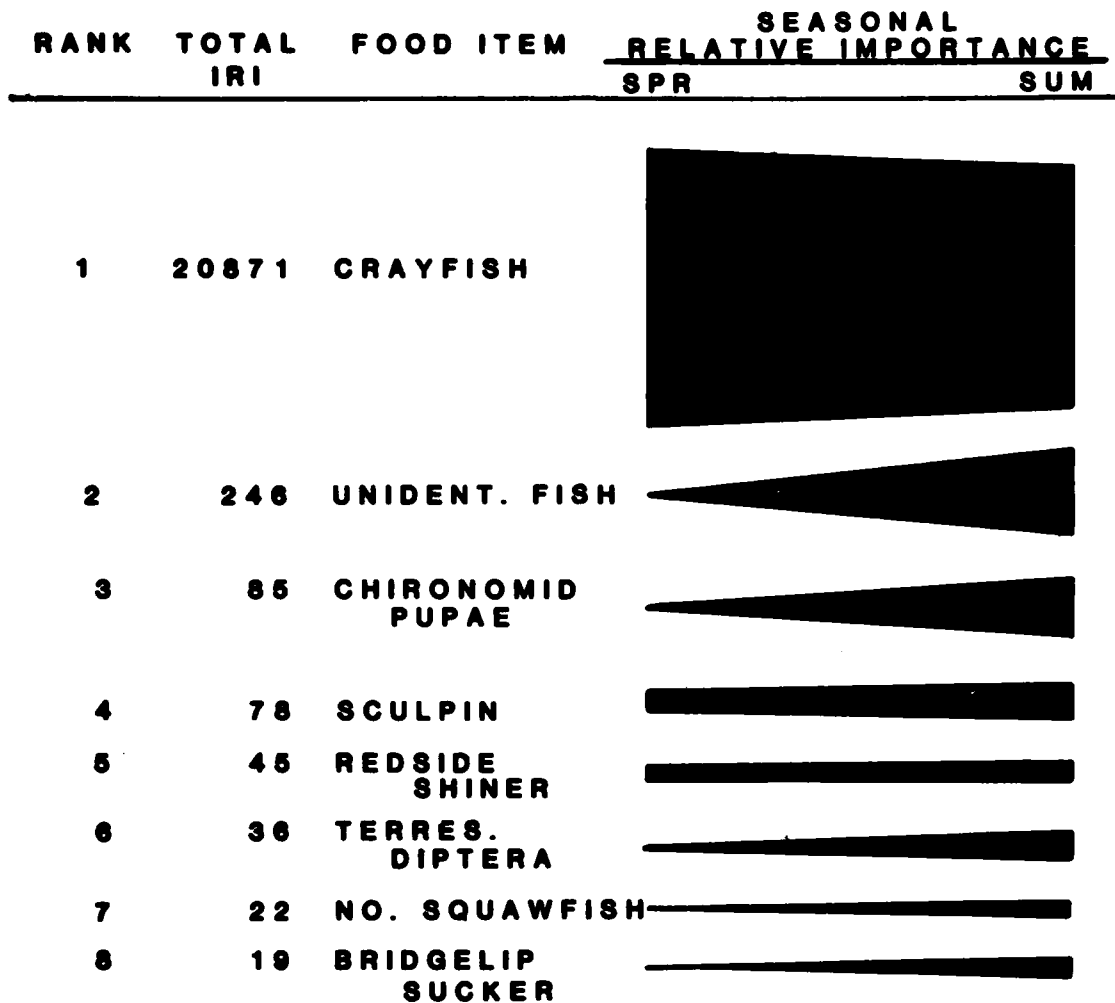 RANK TOTAL IRI FOOD ITEM SEASONAL RELATIVE IMPORTANCE
SPR SUM
1 20871 CRAYFISH
2 246 UNIDENT. FISH
3 85 CHIRONOMID
PUPAE
4 78 SCULPIN
5 45 REDSIDE
SHINER
6 36 TERRES.
DIPTERA
7 22 NO. SQUAWFISH
8 19 BRIDGELIP
SUCKER